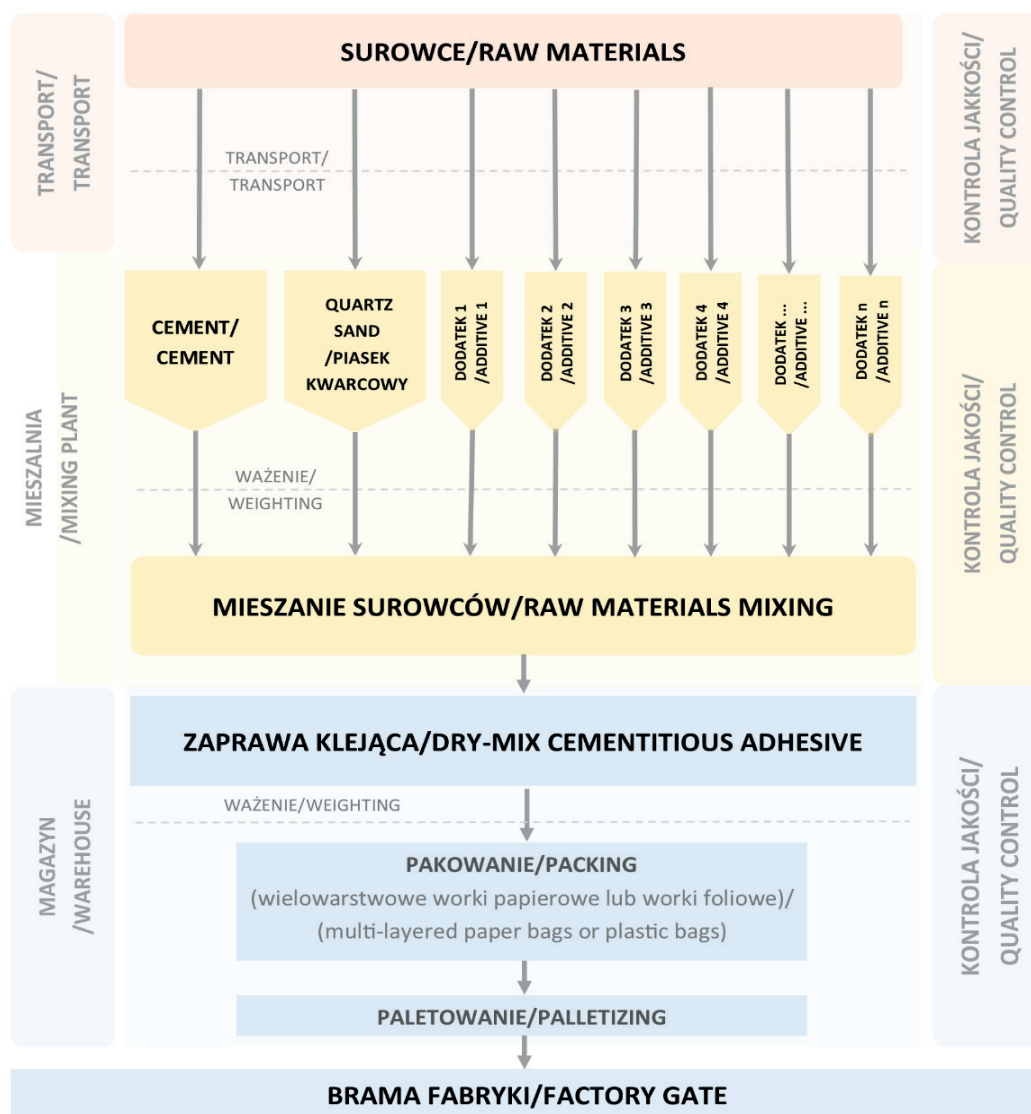 SUROWCE/RAW MATERIALS
TRANSPORT/
TRANSPORT
KONTROLA JAKKOŚCI/
QUALITY CONTROL
TRANSPORT/
TRANSPORT
CEMENT/
CEMENT
QUARTZ
SAND
/PIASEK
KWARCOWY
DODATEK 1
/ADDITIVE 1
DODATEK 2
/ADDITIVE 2
DODATEK 3
/ADDITIVE 3
DODATEK 4
/ADDITIVE 4
DODATEK ...
/ADDITIVE ...
DODATEK n
/ADDITIVE n
MIESZALNIA
/MIXING PLANT
KONTROLA JAKOŚCI/
QUALITY CONTROL
WAŻENIE/
WEIGHTING
MIESZANIE SUROWCÓW/RAW MATERIALS MIXING
ZAPRAWA KLEJĄCA/DRY-MIX CEMENTITIOUS ADHESIVE
MAGAZYN
/WAREHOUSE
KONTROLA JAKOŚCI/
QUALITY CONTROL
WAŻENIE/WEIGHTING
PAKOWANIE/PACKING
(wielowarstwowe worki papierowe lub worki foliowe)/
(multi-layered paper bags or plastic bags)
PALETOWANIE/PALLETIZING
BRAMA FABRYKI/FACTORY GATE